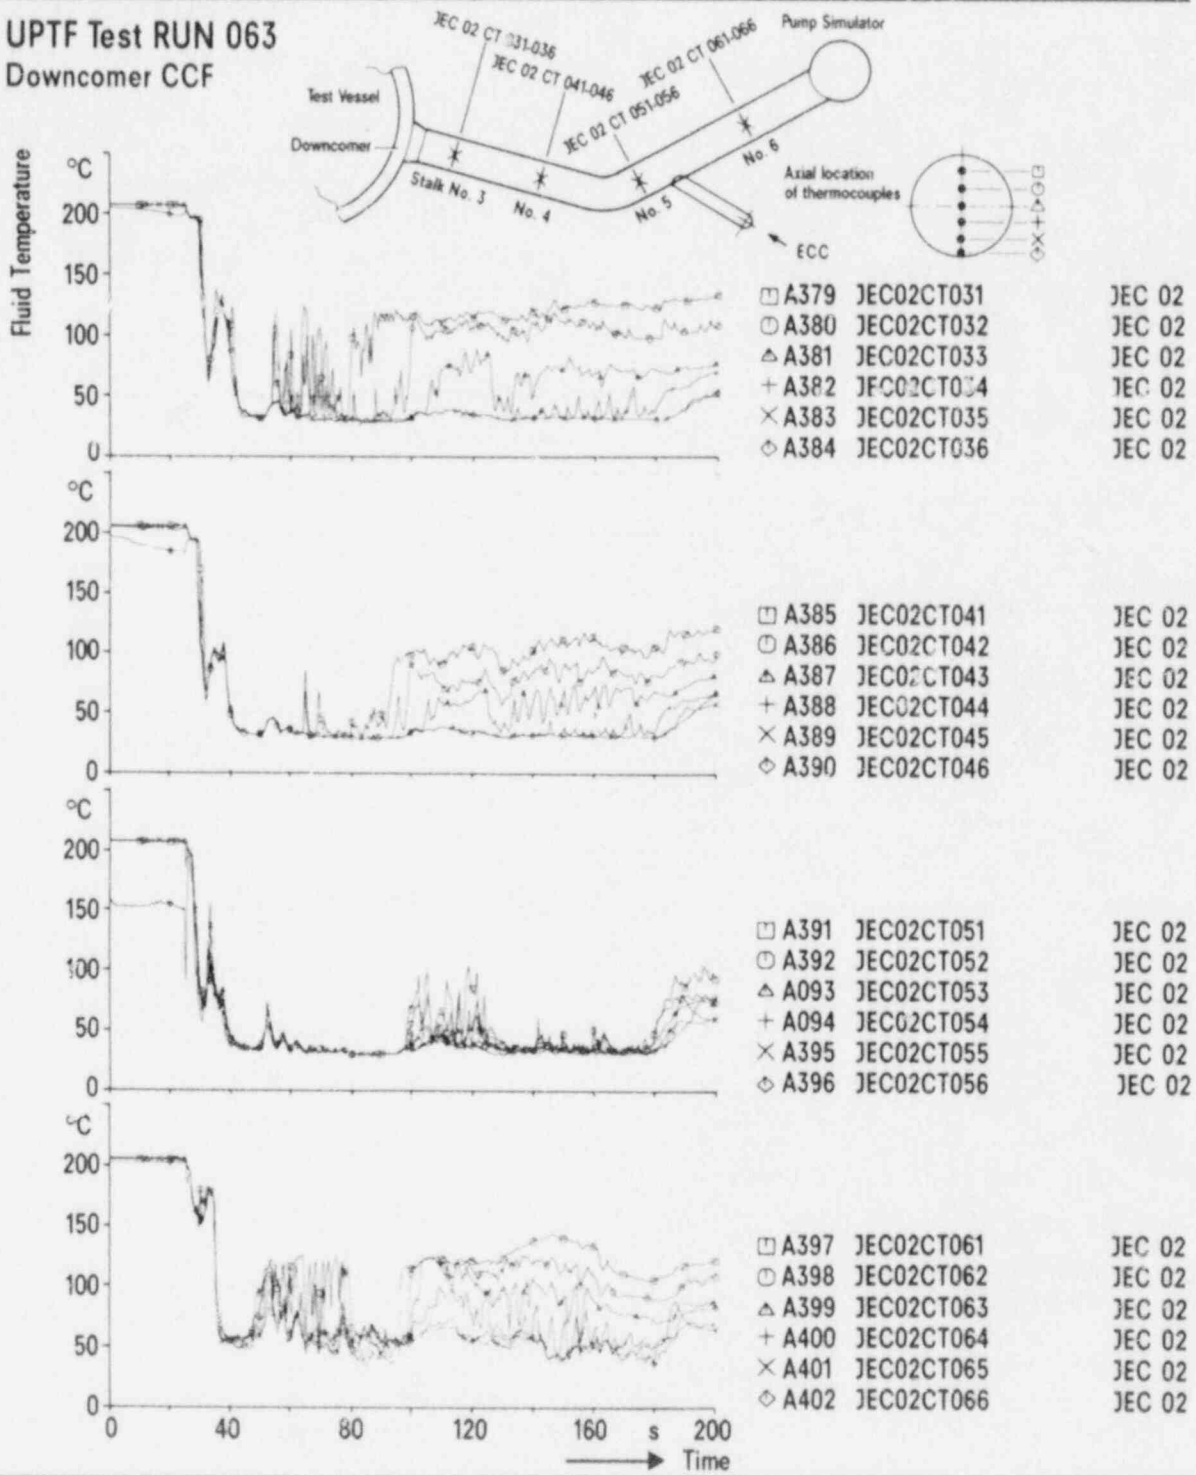 UPTF Test RUN 063
Downcomer CCF
JEC 02 CT 031-036
JEC 02 CT 041-046
JEC 02 CT 051-056
JEC 02 CT 061-066
Pump Simulator
Test Vessel
Downcomer
Stalk No. 3
No. 4
No. 5
No. 6
ECC
Axial location
of thermocouples
Fluid Temperature
°C
200
150
100
50
0
A379 JEC02CT031 JEC 02
A380 JEC02CT032 JEC 02
A381 JEC02CT033 JEC 02
A382 JEC02CT034 JEC 02
A383 JEC02CT035 JEC 02
A384 JEC02CT036 JEC 02
°C
200
150
100
50
0
A385 JEC02CT041 JEC 02
A386 JEC02CT042 JEC 02
A387 JEC02CT043 JEC 02
A388 JEC02CT044 JEC 02
A389 JEC02CT045 JEC 02
A390 JEC02CT046 JEC 02
°C
200
150
100
50
0
A391 JEC02CT051 JEC 02
A392 JEC02CT052 JEC 02
A093 JEC02CT053 JEC 02
A094 JEC02CT054 JEC 02
A395 JEC02CT055 JEC 02
A396 JEC02CT056 JEC 02
°C
200
150
100
50
0
A397 JEC02CT061 JEC 02
A398 JEC02CT062 JEC 02
A399 JEC02CT063 JEC 02
A400 JEC02CT064 JEC 02
A401 JEC02CT065 JEC 02
A402 JEC02CT066 JEC 02
0 40 80 120 160 s 200
Time